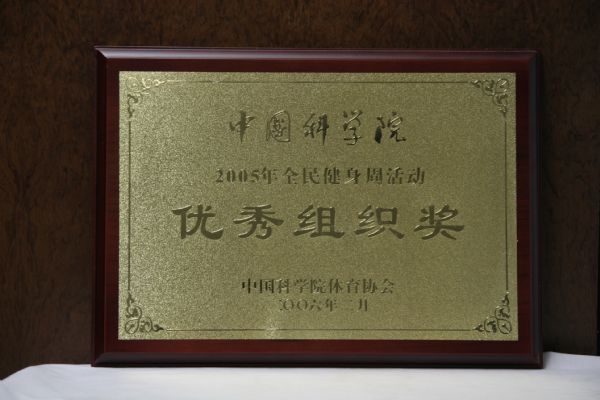 中国科学院
2005年全民健身周活动
优秀组织奖
中国科学院体育协会
二〇〇六年二月